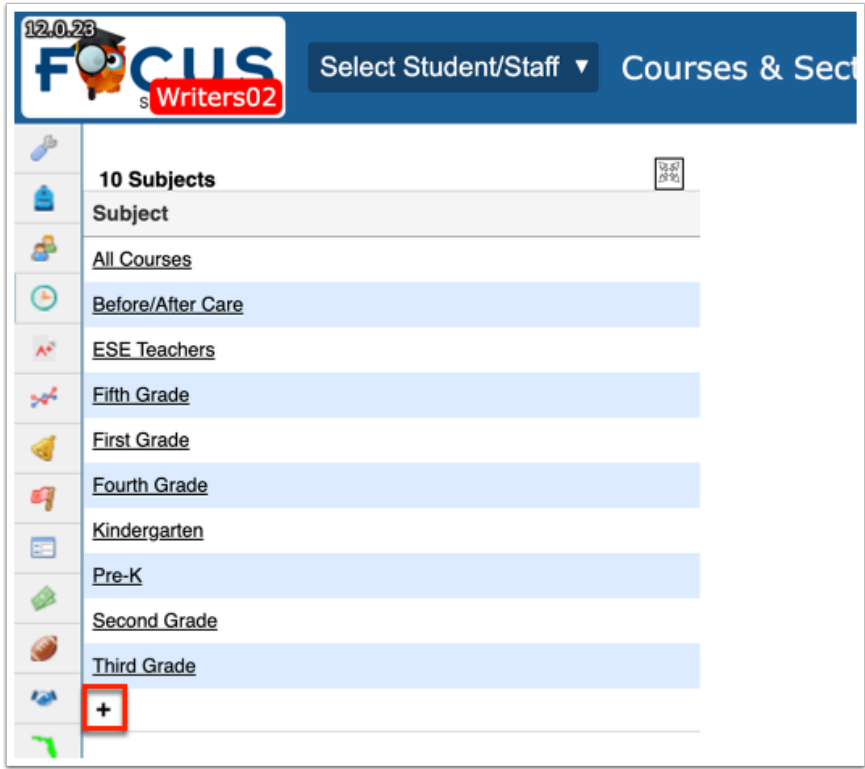 12.0.23
FOCUS
Writers02
Select Student/Staff ▼
Courses & Sect
10 Subjects
Subject
All Courses
Before/After Care
ESE Teachers
Fifth Grade
First Grade
Fourth Grade
Kindergarten
Pre-K
Second Grade
Third Grade
+